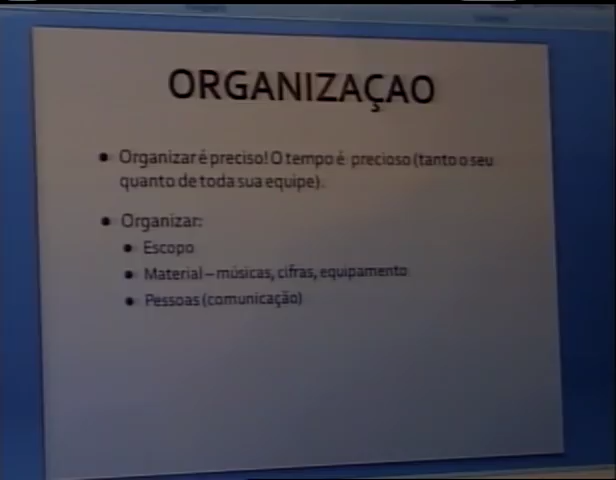 ORGANIZAÇAO
Organizar é preciso! O tempo é precioso (tanto o seu
quanto de toda sua equipe).
Organizar:
Escopo
Material – músicas, cifras, equipamento
Pessoas (comunicação)